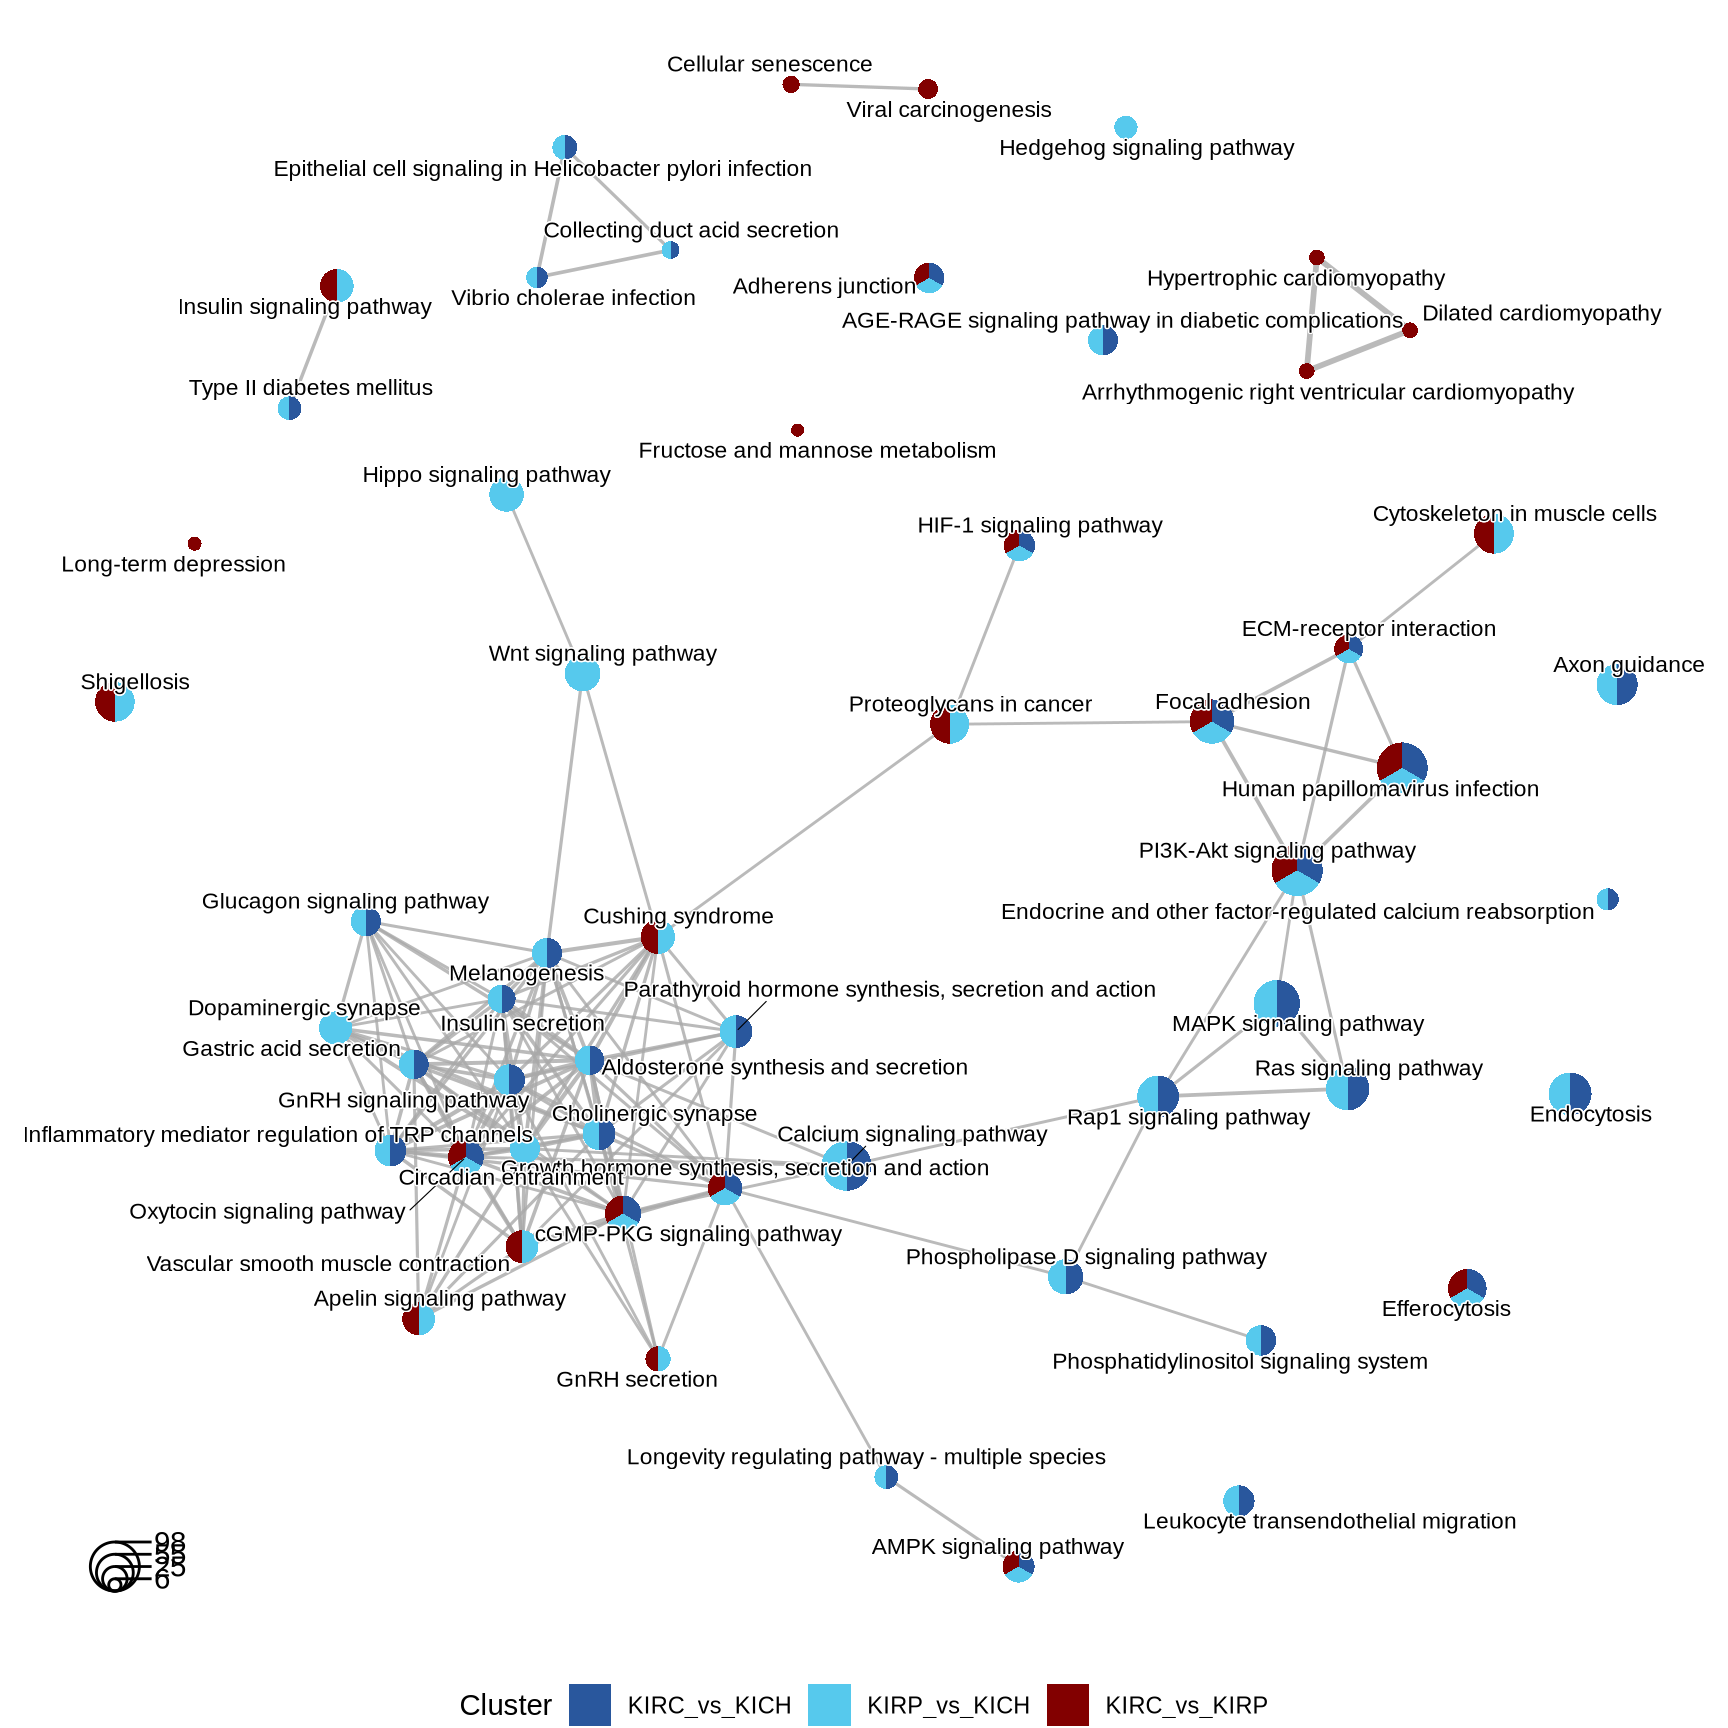 Cellular senescence
Viral carcinogenesis
Hedgehog signaling pathway
Epithelial cell signaling in Helicobacter pylori infection
Collecting duct acid secretion
Vibrio cholerae infection
Insulin signaling pathway
Adherens junction
Hypertrophic cardiomyopathy
AGE-RAGE signaling pathway in diabetic complications
Dilated cardiomyopathy
Type II diabetes mellitus
Arrhythmogenic right ventricular cardiomyopathy
Fructose and mannose metabolism
Hippo signaling pathway
HIF-1 signaling pathway
Cytoskeleton in muscle cells
Long-term depression
ECM-receptor interaction
Wnt signaling pathway
Axon guidance
Shigellosis
Proteoglycans in cancer
Focal adhesion
Human papillomavirus infection
PI3K-Akt signaling pathway
Glucagon signaling pathway
Cushing syndrome
Endocrine and other factor-regulated calcium reabsorption
Melanogenesis
Parathyroid hormone synthesis, secretion and action
Dopaminergic synapse
Insulin secretion
MAPK signaling pathway
Gastric acid secretion
Aldosterone synthesis and secretion
Ras signaling pathway
GnRH signaling pathway
Cholinergic synapse
Rap1 signaling pathway
Endocytosis
Inflammatory mediator regulation of TRP channels
Calcium signaling pathway
Growth hormone synthesis, secretion and action
Circadian entrainment
Oxytocin signaling pathway
cGMP-PKG signaling pathway
Vascular smooth muscle contraction
Phospholipase D signaling pathway
Apelin signaling pathway
Efferocytosis
Phosphatidylinositol signaling system
GnRH secretion
Longevity regulating pathway - multiple species
Leukocyte transendothelial migration
AMPK signaling pathway
98
25
6
Cluster KIRC_vs_KICH KIRP_vs_KICH KIRC_vs_KIRP